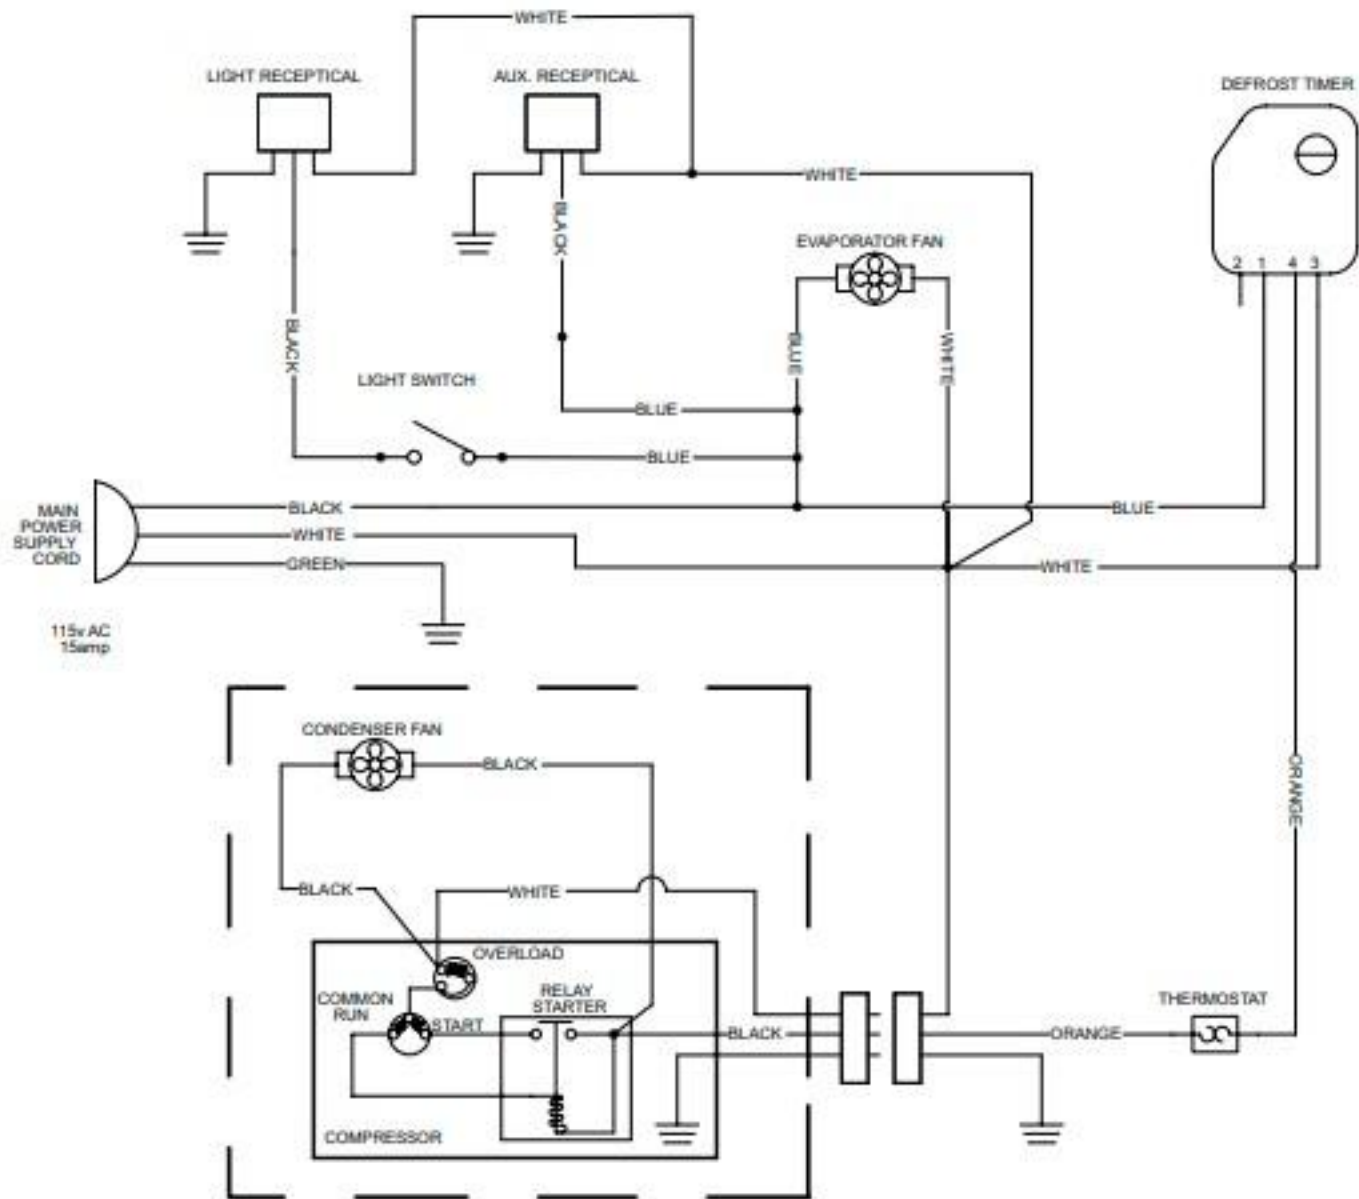 WHITE
LIGHT RECEPTICAL
AUX. RECEPTICAL
DEFROST TIMER
WHITE
BLACK
EVAPORATOR FAN
2 1 4 3
BLACK
BLUE
WHITE
LIGHT SWITCH
BLUE
BLUE
MAIN
POWER
SUPPLY
CORD
BLACK
BLUE
WHITE
GREEN
WHITE
115v AC
15amp
CONDENSER FAN
BLACK
ORANGE
BLACK
WHITE
OVERLOAD
COMMON
RUN
START
RELAY
STARTER
BLACK
ORANGE
THERMOSTAT
COMPRESSOR